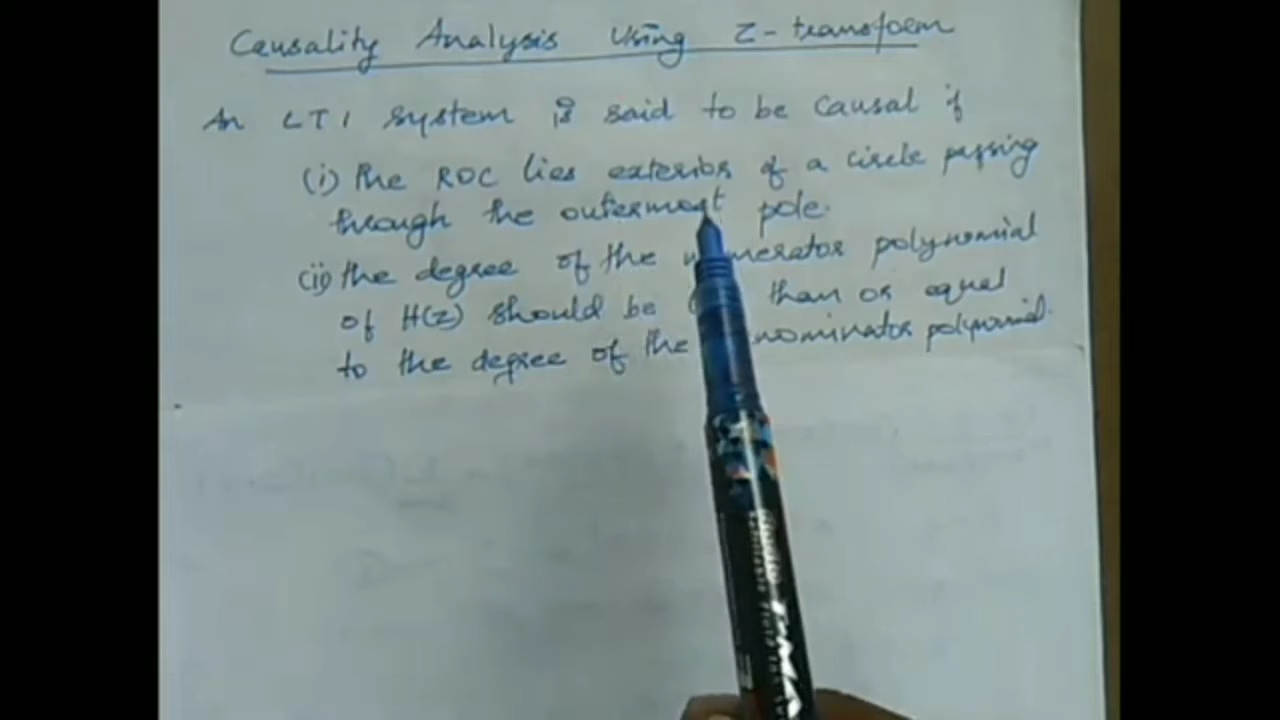 Causality Analysis Using Z-transform
An LTI system is said to be causal if
(i) the ROC lies exterior of a circle passing
through the outermost pole.
(ii) the degree of the numerator polynomial
of H(z) should be than or equal
to the degree of the denominator polynomial.